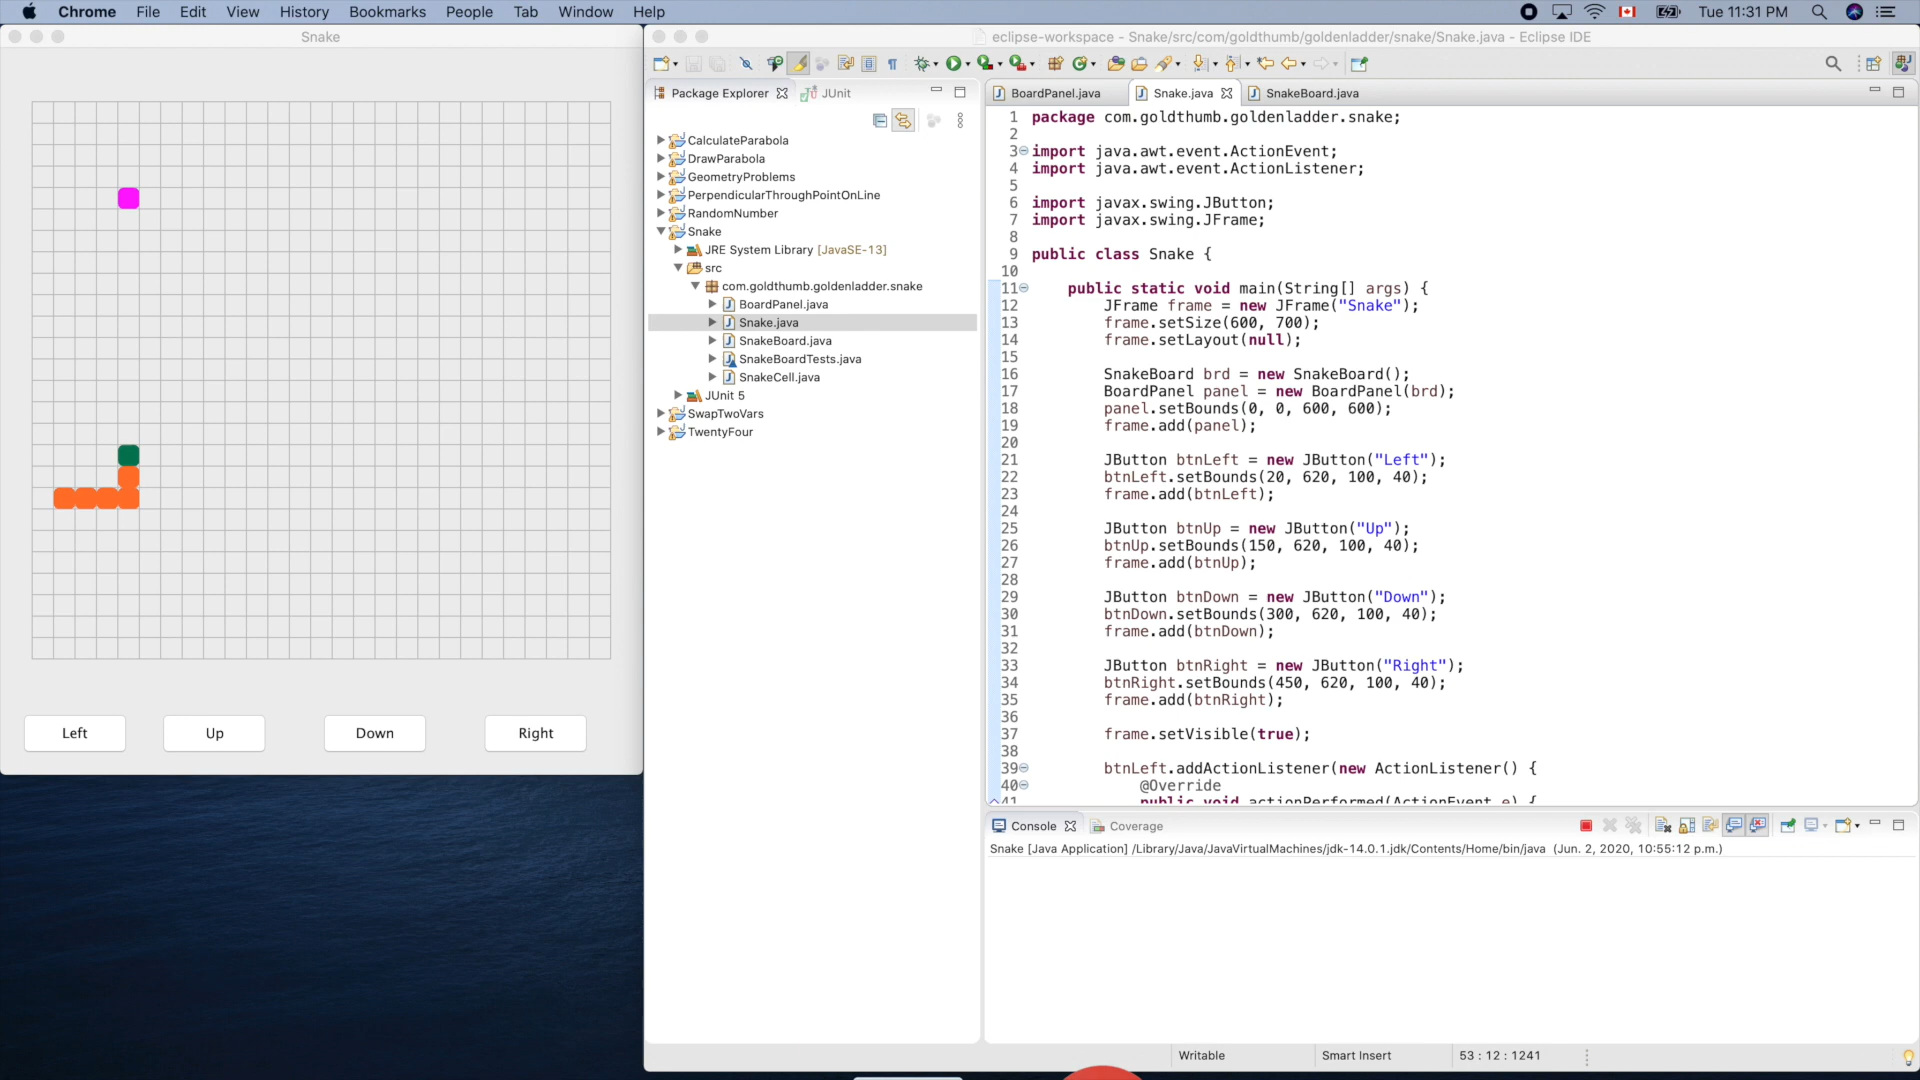 Chrome File Edit View History Bookmarks People Tab Window Help
Tue 11:31 PM
Snake
Left
Up
Down
Right
eclipse-workspace - Snake/src/com/goldthumb/goldenladder/snake/Snake.java - Eclipse IDE
Package Explorer
JUnit
CalculateParabola
DrawParabola
GeometryProblems
PerpendicularThroughPointOnLine
RandomNumber
Snake
JRE System Library [JavaSE-13]
src
com.goldthumb.goldenladder.snake
BoardPanel.java
Snake.java
SnakeBoard.java
SnakeBoardTests.java
SnakeCell.java
JUnit 5
SwapTwoVars
TwentyFour
BoardPanel.java
Snake.java
SnakeBoard.java
1 package com.goldthumb.goldenladder.snake;
2
3 import java.awt.event.ActionEvent;
4 import java.awt.event.ActionListener;
5
6 import javax.swing.JButton;
7 import javax.swing.JFrame;
8
9 public class Snake {
10
11 public static void main(String[] args) {
12 JFrame frame = new JFrame("Snake");
13 frame.setSize(600, 700);
14 frame.setLayout(null);
15
16 SnakeBoard brd = new SnakeBoard();
17 BoardPanel panel = new BoardPanel(brd);
18 panel.setBounds(0, 0, 600, 600);
19 frame.add(panel);
20
21 JButton btnLeft = new JButton("Left");
22 btnLeft.setBounds(20, 620, 100, 40);
23 frame.add(btnLeft);
24
25 JButton btnUp = new JButton("Up");
26 btnUp.setBounds(150, 620, 100, 40);
27 frame.add(btnUp);
28
29 JButton btnDown = new JButton("Down");
30 btnDown.setBounds(300, 620, 100, 40);
31 frame.add(btnDown);
32
33 JButton btnRight = new JButton("Right");
34 btnRight.setBounds(450, 620, 100, 40);
35 frame.add(btnRight);
36
37 frame.setVisible(true);
38
39 btnLeft.addActionListener(new ActionListener() {
40 @Override
41 public void actionPerformed(ActionEvent e) {
Console
Coverage
Snake [Java Application] /Library/Java/JavaVirtualMachines/jdk-14.0.1.jdk/Contents/Home/bin/java (Jun. 2, 2020, 10:55:12 p.m.)
Writable
Smart Insert
53 : 12 : 1241